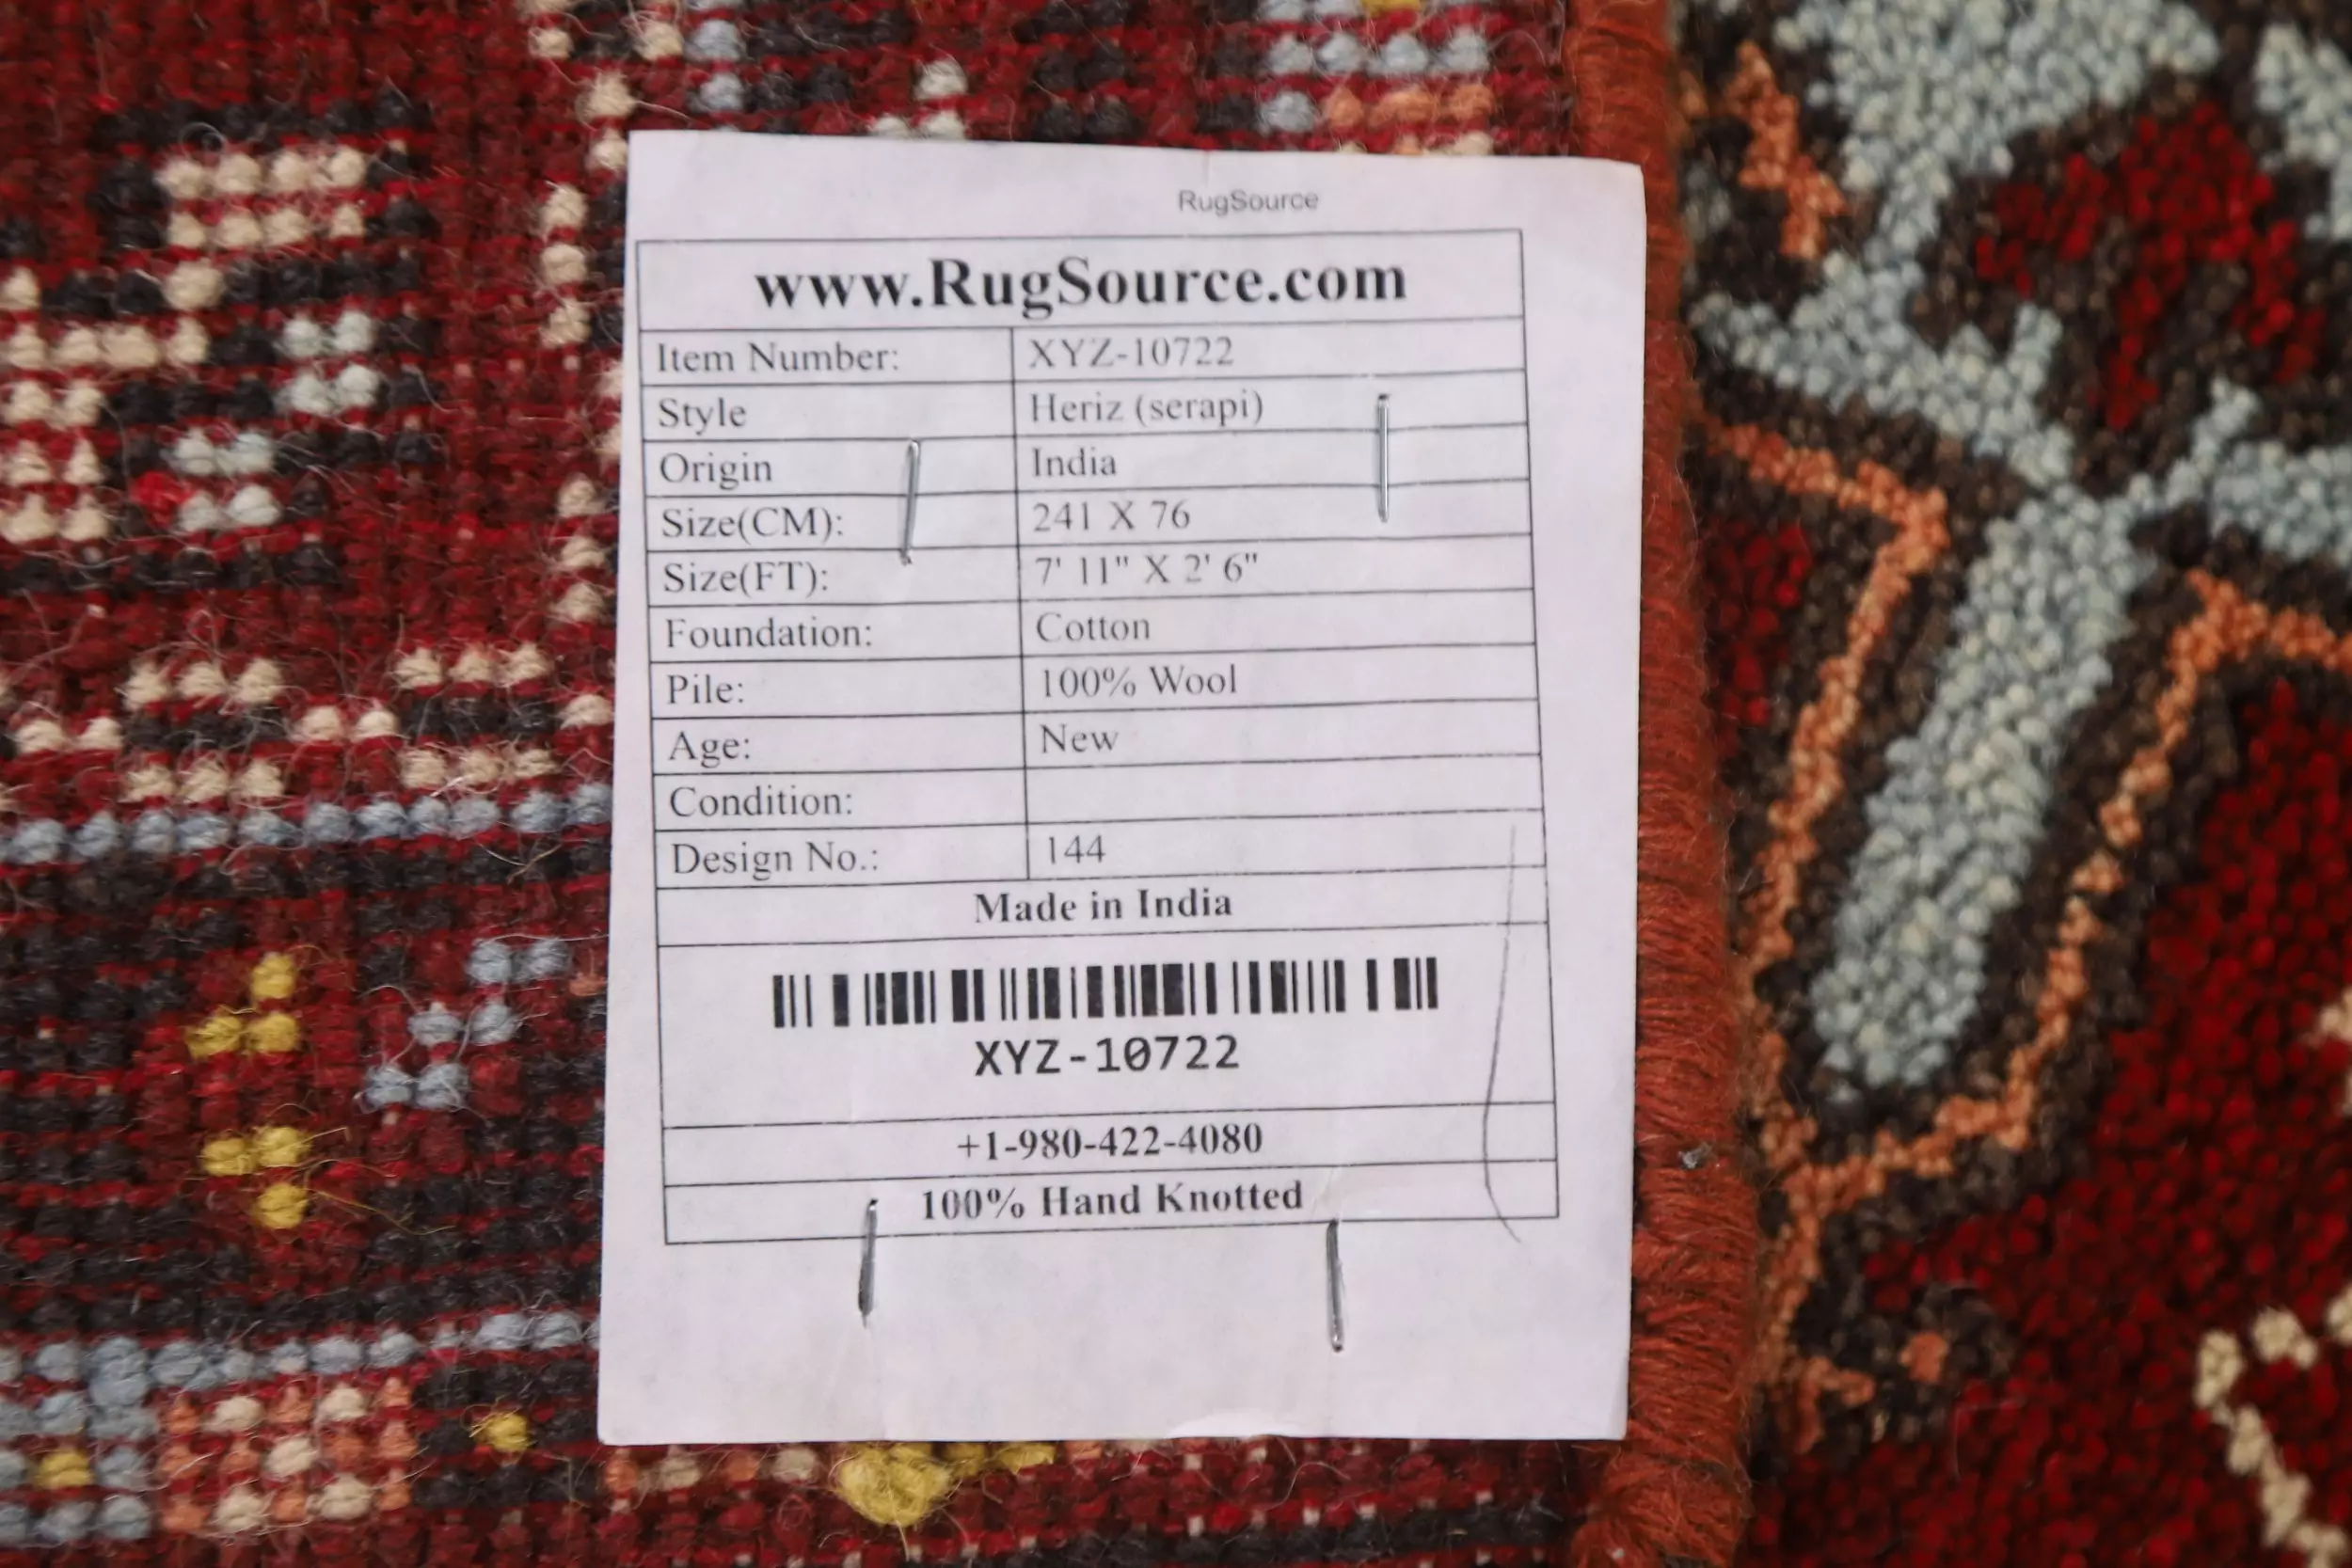 RugSource
www.RugSource.com
Item Number: XYZ-10722
Style Heriz (serapi)
Origin India
Size(CM): 241 X 76
Size(FT): 7' 11" X 2' 6"
Foundation: Cotton
Pile: 100% Wool
Age: New
Condition:
Design No.: 144
Made in India
XYZ-10722
+1-980-422-4080
100% Hand Knotted